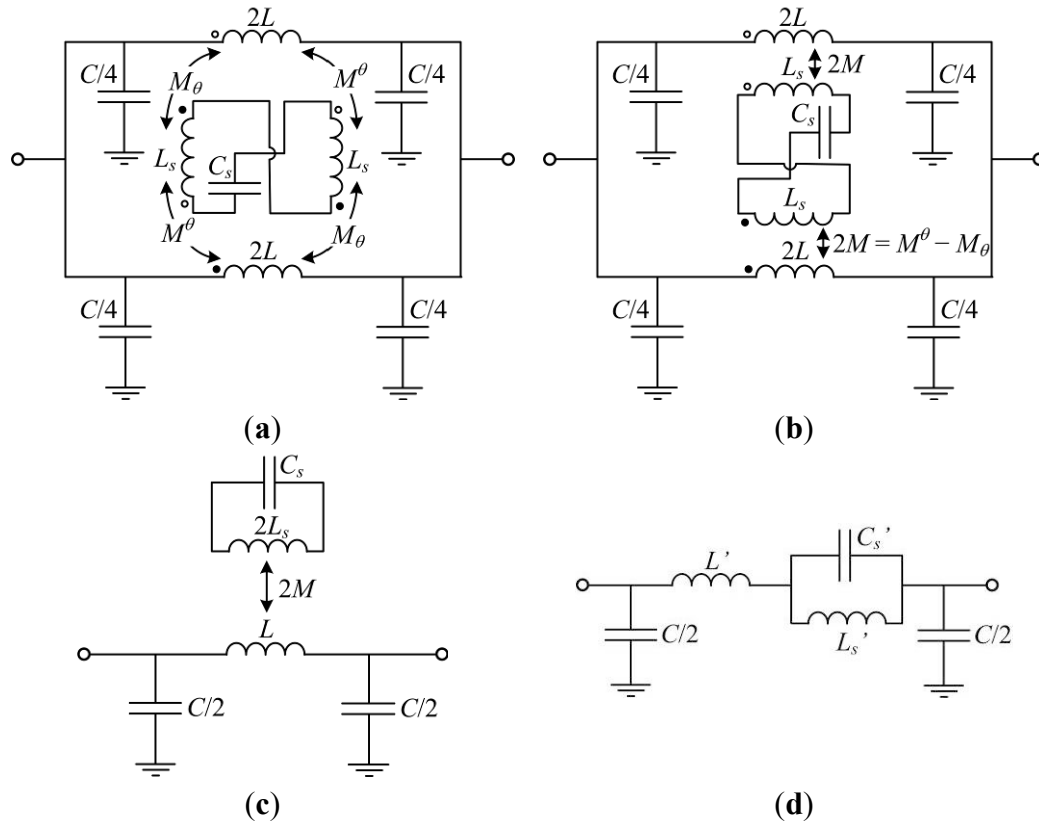 2L
C/4
C/4
M_θ
M^θ
L_s
C_s
L_s
M^θ
M_θ
2L
C/4
C/4
(a)
2L
C/4
L_s
2M
C/4
C_s
L_s
2M = M^θ − M_θ
2L
C/4
C/4
(b)
C_s
2L_s
2M
L
C/2
C/2
(c)
C_s’
L’
L_s’
C/2
C/2
(d)